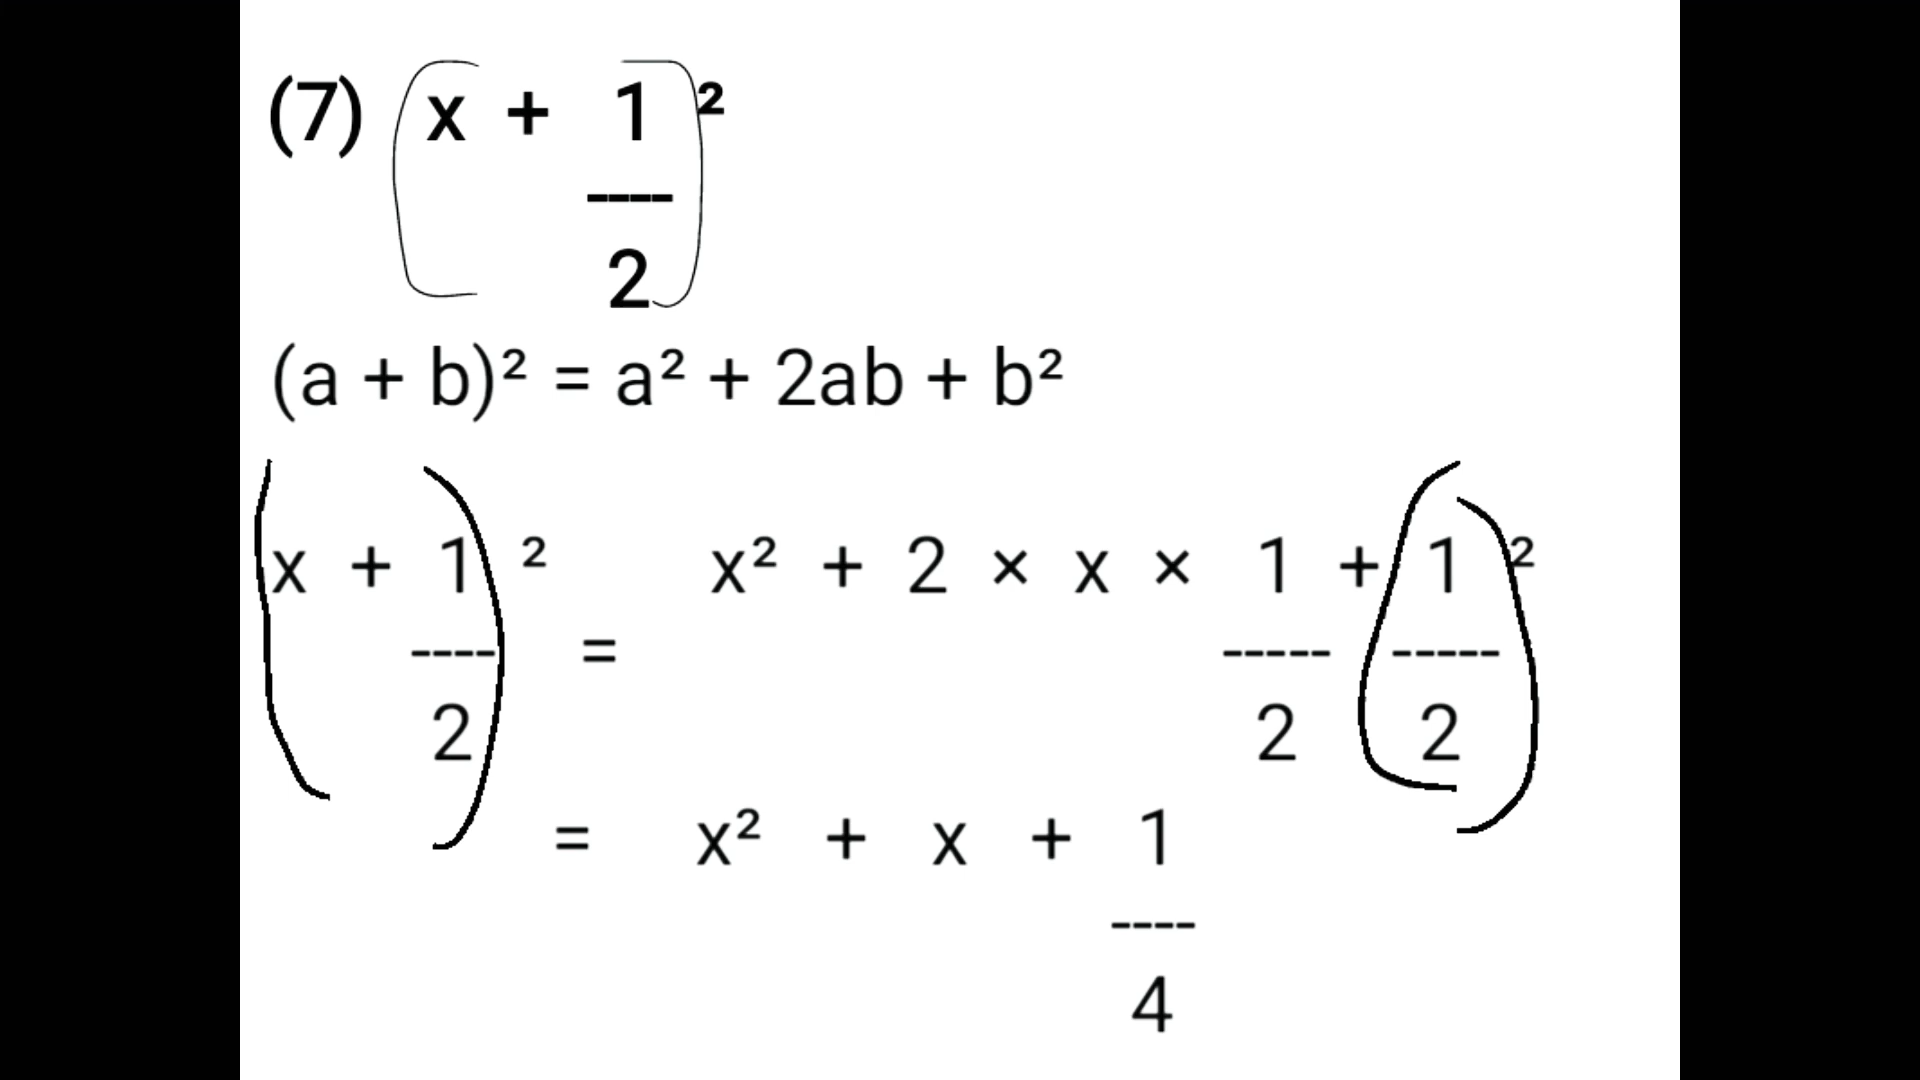 (7) (x + 1)²
----
2
(a + b)² = a² + 2ab + b²
(x + 1)² x² + 2 × x × 1 + (1)²
---- = ----- -----
2 2 2
= x² + x + 1
----
4